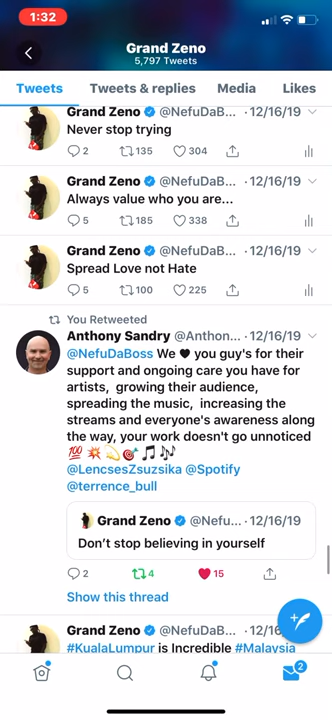 1:32
Grand Zeno
5,797 Tweets
Tweets Tweets & replies Media Likes
Grand Zeno @NefuDaB... · 12/16/19
Never stop trying
2 135 304
Grand Zeno @NefuDaB... · 12/16/19
Always value who you are...
5 185 338
Grand Zeno @NefuDaB... · 12/16/19
Spread Love not Hate
5 100 225
You Retweeted
Anthony Sandry @Anthon... · 12/16/19
@NefuDaBoss We 🖤 you guy's for their
support and ongoing care you have for
artists, growing their audience,
spreading the music, increasing the
streams and everyone's awareness along
the way, your work doesn't go unnoticed
💯 💥 💫 🎯 🎵 🎶
@LencsesZsuzsika @Spotify
@terrence_bull
Grand Zeno @Nefu... · 12/16/19
Don't stop believing in yourself
2 4 15
Show this thread
Grand Zeno @NefuDaB... · 12/16
#KualaLumpur is Incredible #Malaysia
2